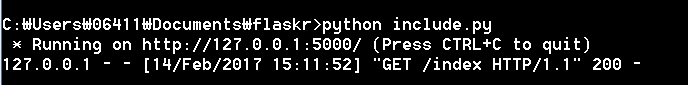 C:₩Users₩06411₩Documents₩flaskr>python include.py
 * Running on http://127.0.0.1:5000/ (Press CTRL+C to quit)
127.0.0.1 - - [14/Feb/2017 15:11:52] "GET /index HTTP/1.1" 200 -